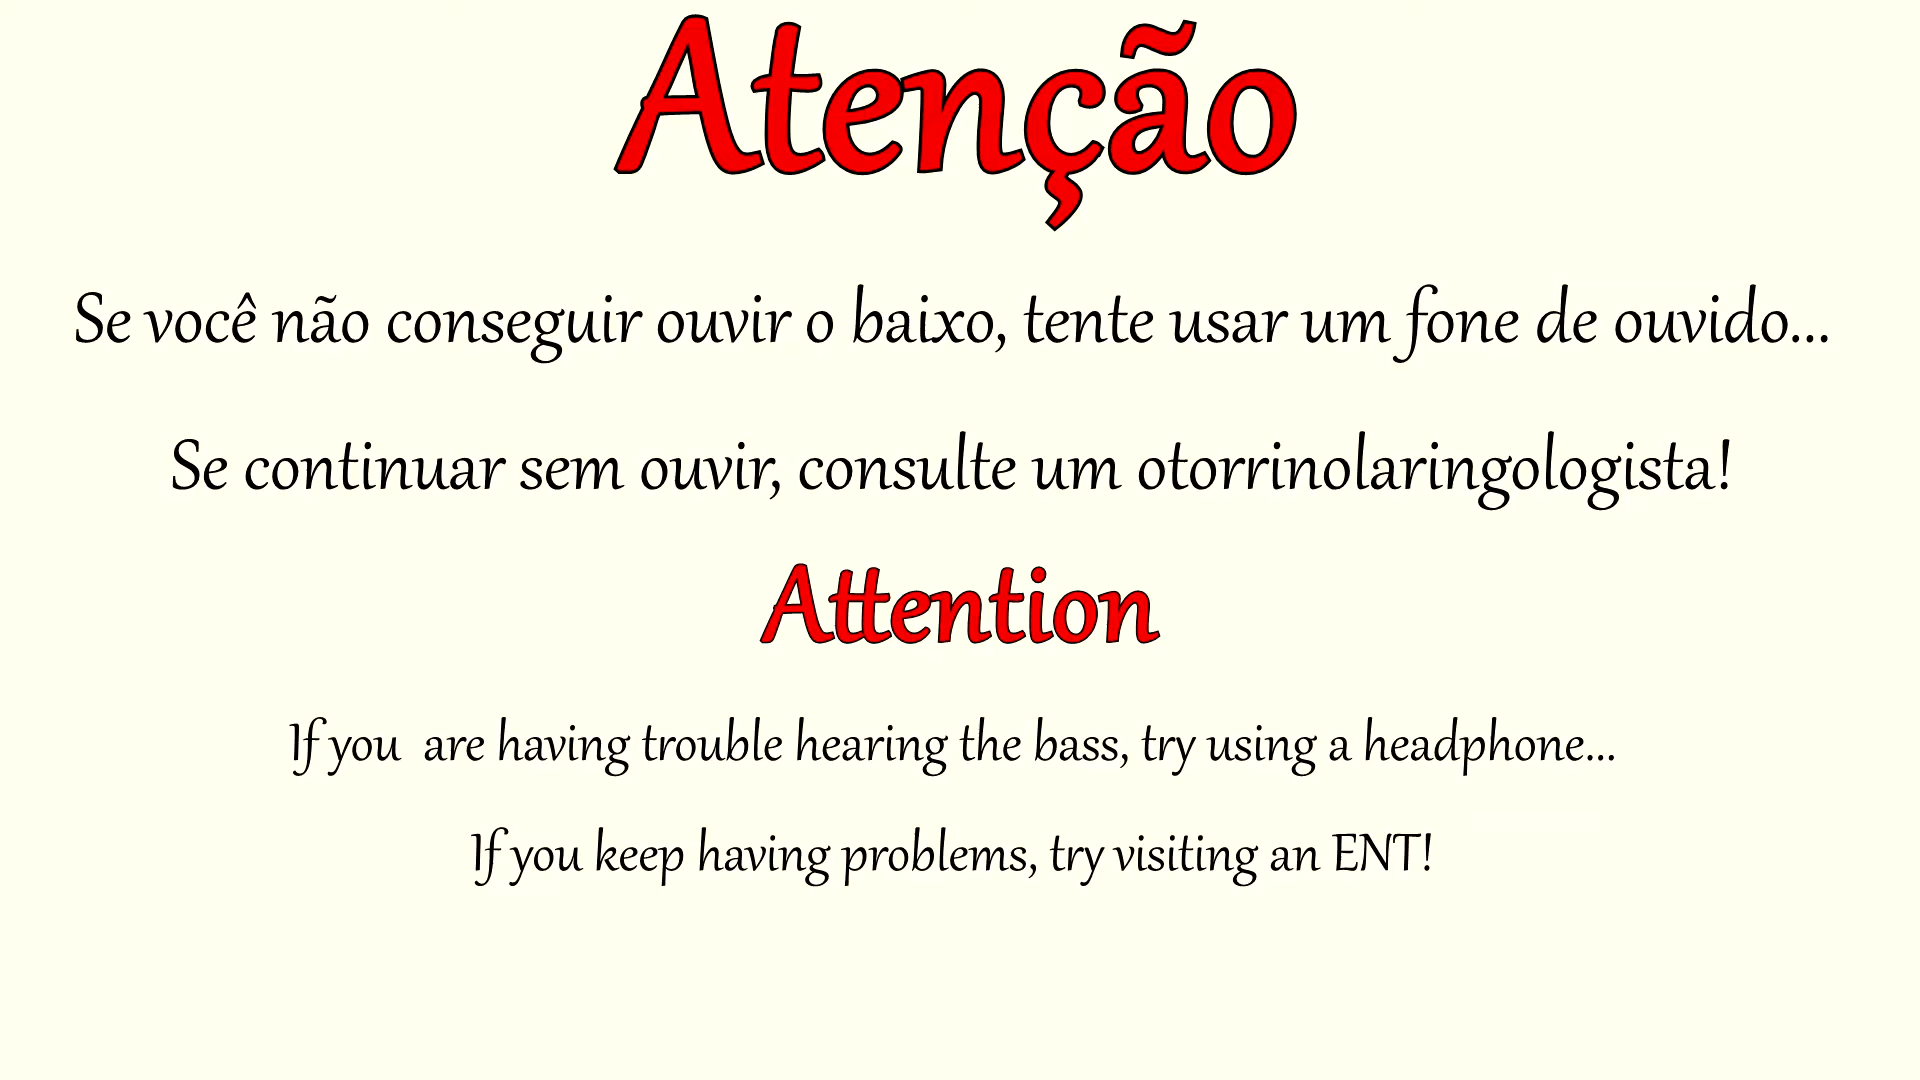 Atenção
Se você não conseguir ouvir o baixo, tente usar um fone de ouvido...
Se continuar sem ouvir, consulte um otorrinolaringologista!
Attention
If you  are having trouble hearing the bass, try using a headphone...
If you keep having problems, try visiting an ENT!